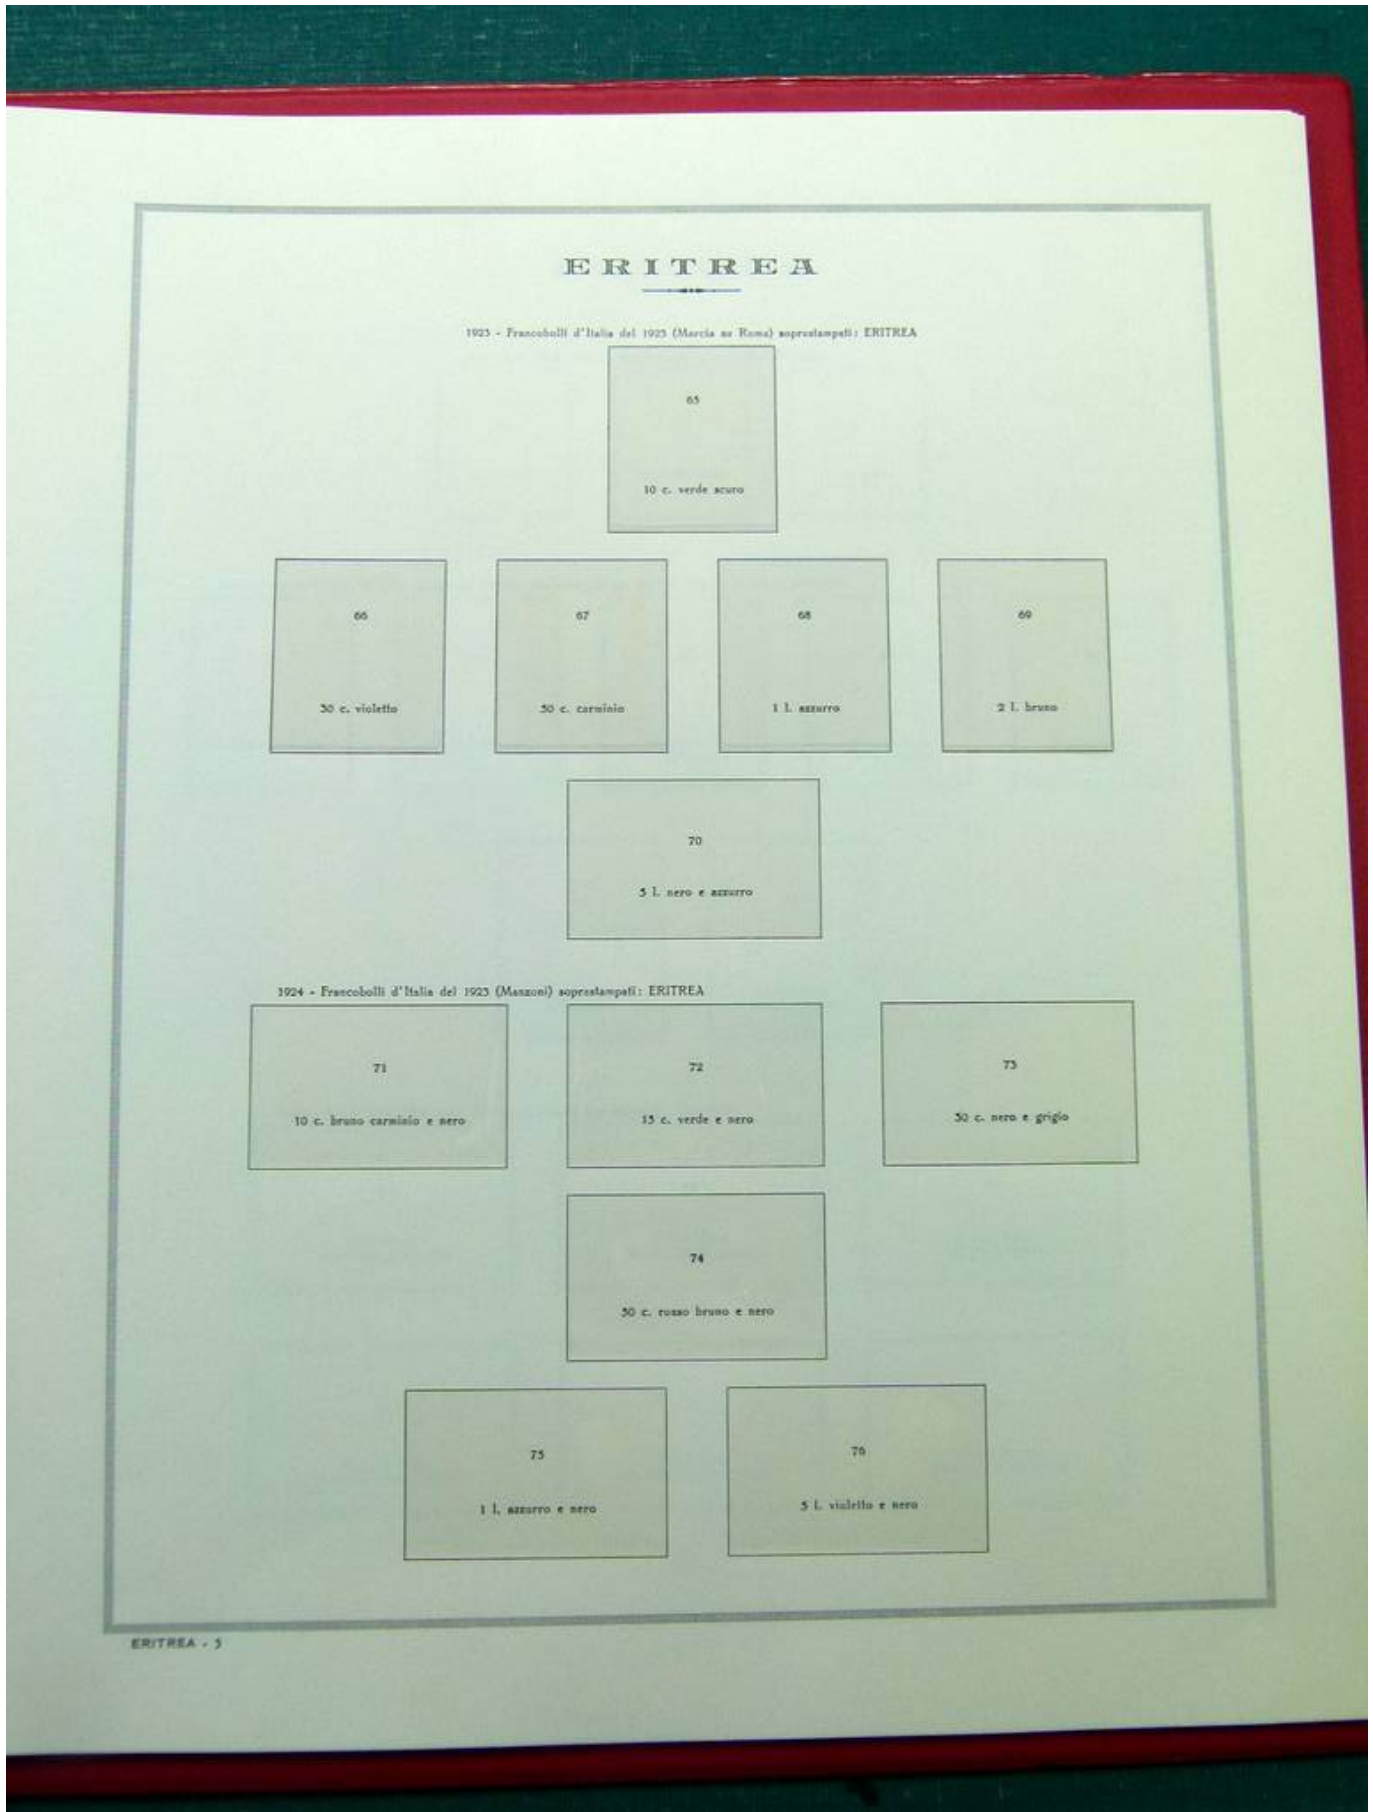 ERITREA
1923 - Francobolli d'Italia del 1923 (Marcia su Roma) soprastampati: ERITREA
65
10 c. verde scuro
66
30 c. violetto
67
50 c. carminio
68
1 l. azzurro
69
2 l. bruno
70
5 l. nero e azzurro
1924 - Francobolli d'Italia del 1923 (Manzoni) soprastampati: ERITREA
71
10 c. bruno carminio e nero
72
15 c. verde e nero
73
30 c. nero e grigio
74
50 c. rosso bruno e nero
75
1 l. azzurro e nero
76
5 l. violetto e nero
ERITREA - 5